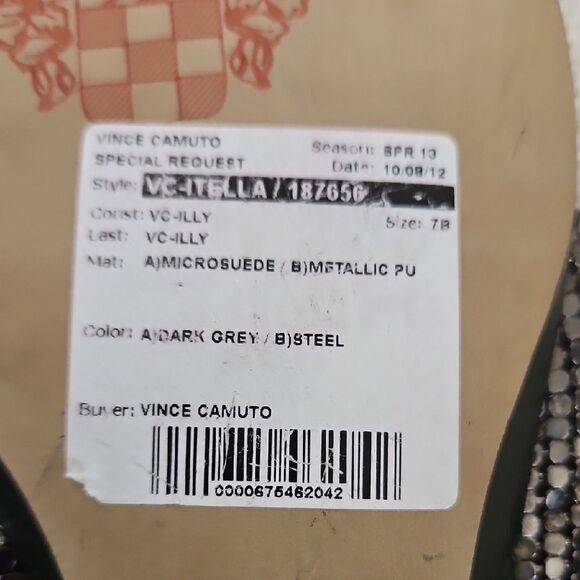 VINCE CAMUTO Season: SPR 13
SPECIAL REQUEST Date: 10/09/12
Style: VC-ITELLA / 187656
Const: VC-ILLY Size: 7B
Last: VC-ILLY
Mat: A)MICROSUEDE / B)METALLIC PU
Color: A)DARK GREY / B)STEEL
Buyer: VINCE CAMUTO
0000675462042